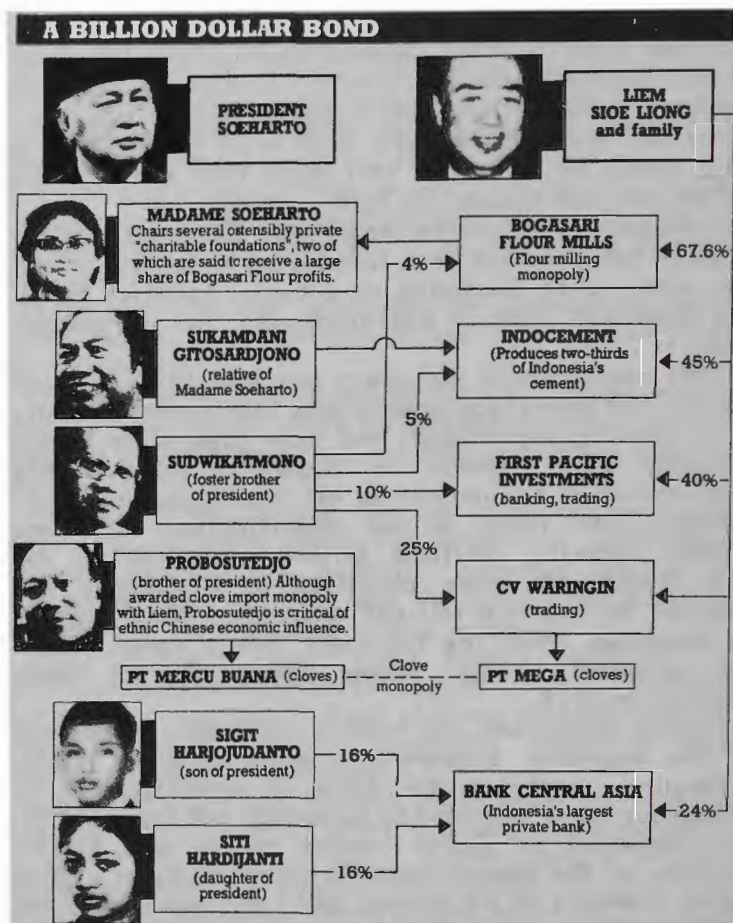 A BILLION DOLLAR BOND
PRESIDENT
SOEHARTO
LIEM
SIOE LIONG
and family
MADAME SOEHARTO
Chairs several ostensibly private
"charitable foundations", two of
which are said to receive a large
share of Bogasari Flour profits.
BOGASARI
FLOUR MILLS
(Flour milling
monopoly)
67.6%
4%
SUKAMDANI
GITOSARDJONO
(relative of
Madame Soeharto)
INDOCEMENT
(Produces two-thirds
of Indonesia's
cement)
45%
5%
SUDWIKATMONO
(foster brother
of president)
10%
FIRST PACIFIC
INVESTMENTS
(banking, trading)
40%
25%
PROBOSUTEDJO
(brother of president) Although
awarded clove import monopoly
with Liem, Probosutedjo is critical of
ethnic Chinese economic influence.
CV WARINGIN
(trading)
PT MERCU BUANA (cloves)
Clove
monopoly
PT MEGA (cloves)
SIGIT
HARJOJUDANTO
(son of president)
16%
BANK CENTRAL ASIA
(Indonesia's largest
private bank)
24%
SITI
HARDIJANTI
(daughter of
president)
16%